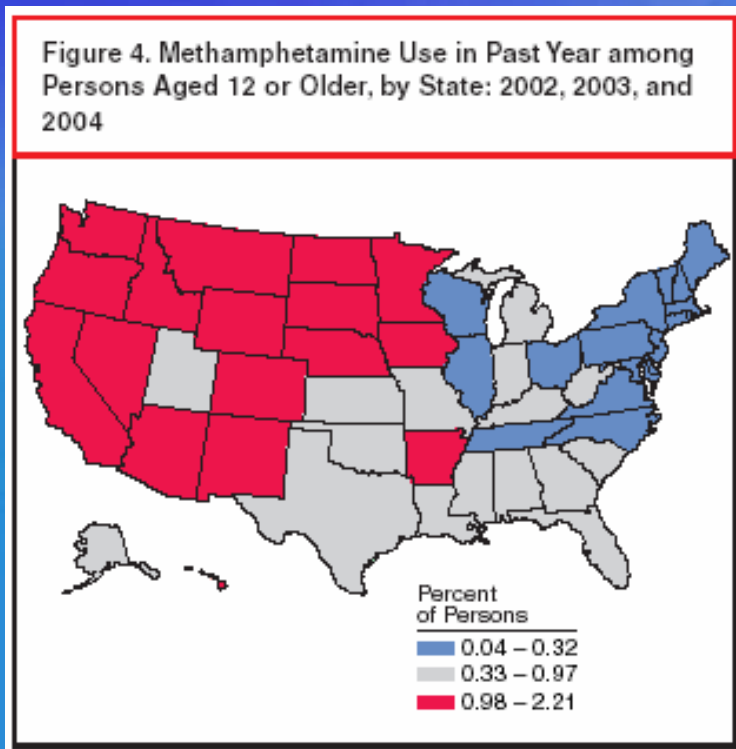 Figure 4. Methamphetamine Use in Past Year among
Persons Aged 12 or Older, by State: 2002, 2003, and
2004
Percent
of Persons
0.04 – 0.32
0.33 – 0.97
0.98 – 2.21